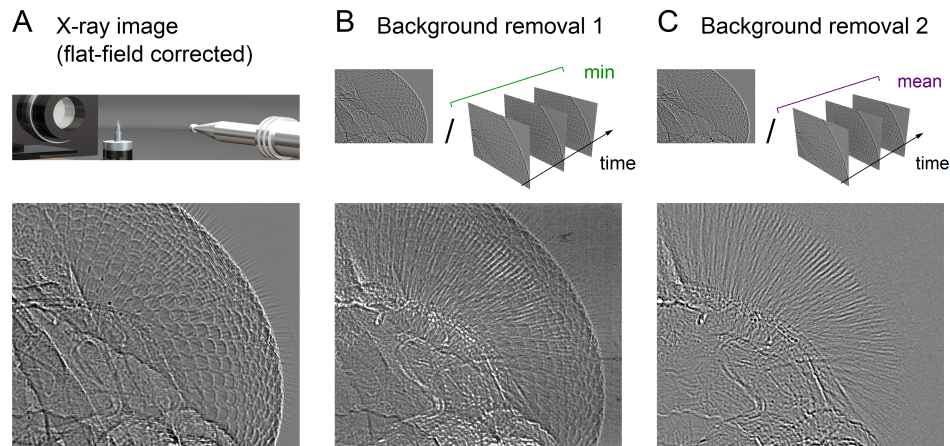 A X-ray image
(flat-field corrected)
B Background removal 1
min
/
time
C Background removal 2
mean
/
time